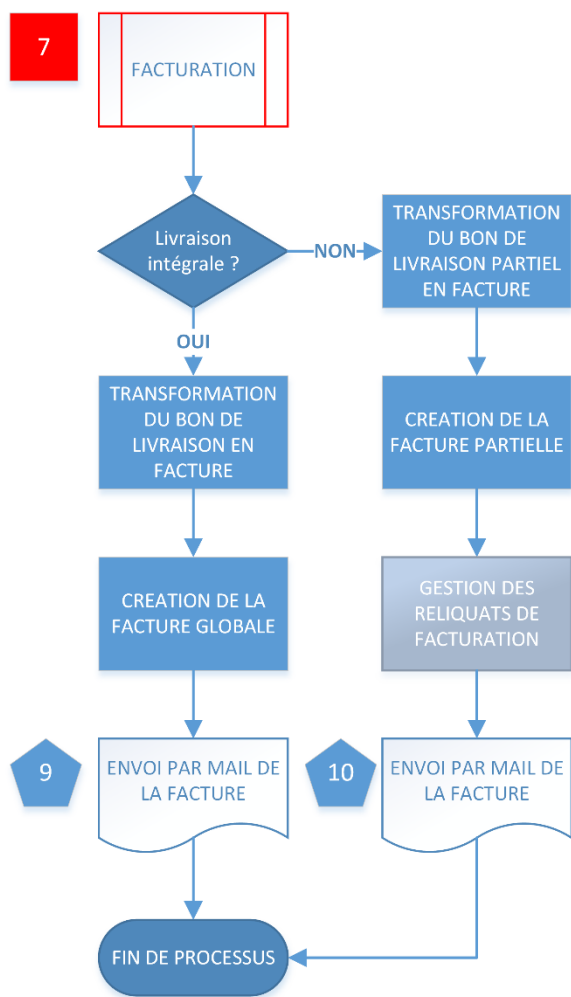 7
FACTURATION
Livraison
intégrale ?
NON
TRANSFORMATION
DU BON DE
LIVRAISON PARTIEL
EN FACTURE
OUI
TRANSFORMATION
DU BON DE
LIVRAISON EN
FACTURE
CREATION DE LA
FACTURE PARTIELLE
CREATION DE LA
FACTURE GLOBALE
GESTION DES
RELIQUATS DE
FACTURATION
9
ENVOI PAR MAIL DE
LA FACTURE
10
ENVOI PAR MAIL DE
LA FACTURE
FIN DE PROCESSUS